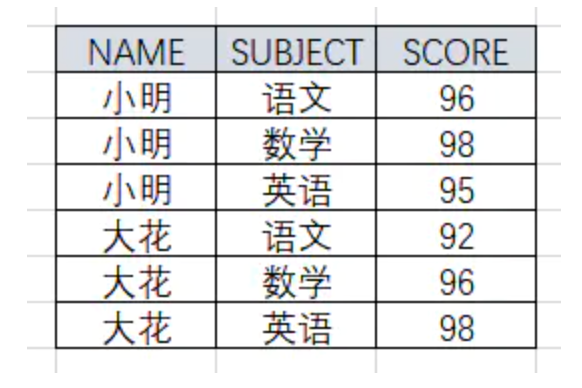 NAME SUBJECT SCORE
小明 语文 96
小明 数学 98
小明 英语 95
大花 语文 92
大花 数学 96
大花 英语 98